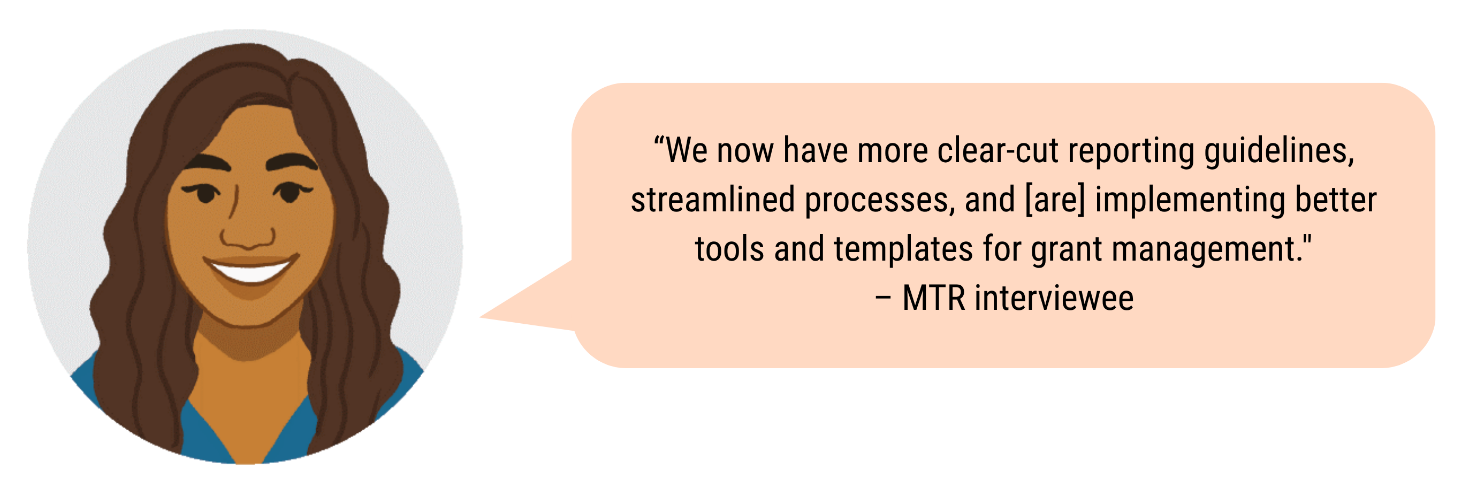 “We now have more clear-cut reporting guidelines,
streamlined processes, and [are] implementing better
tools and templates for grant management."
– MTR interviewee